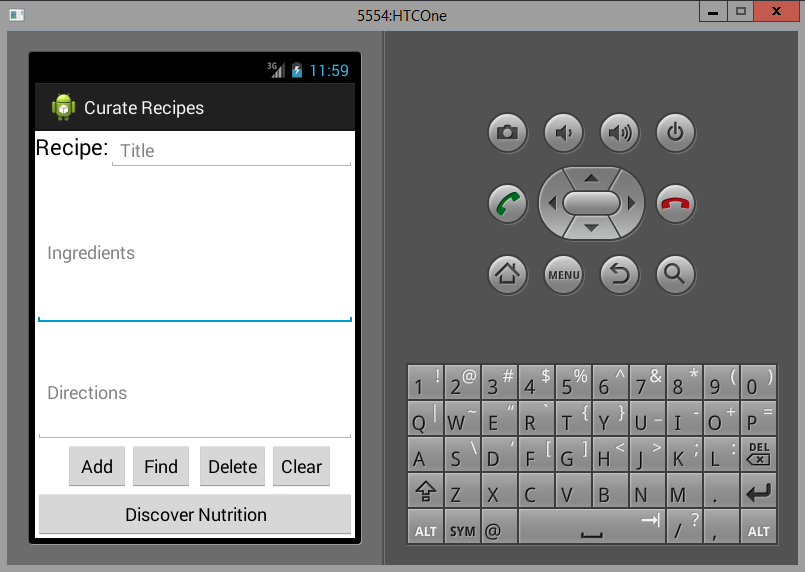 5554:HTCOne
3G 11:59
Curate Recipes
Recipe: Title
Ingredients
Directions
Add Find Delete Clear
Discover Nutrition
MENU
1 ! 2 @ 3 # 4 $ 5 % 6 ^ 7 & 8 * 9 ( 0 )
Q | W ~ E “ R ` T { Y } U _ I - O + P =
A S \ D ‘ F [ G ] H < J > K ; L : DEL
Z X C V B N M .
ALT SYM @ / ? , ALT